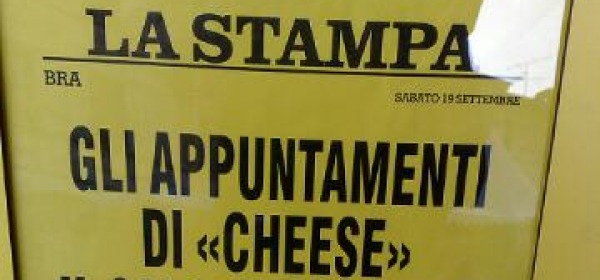 LA STAMPA
BRA
SABATO 19 SETTEMBRE
GLI APPUNTAMENTI
DI «CHEESE»